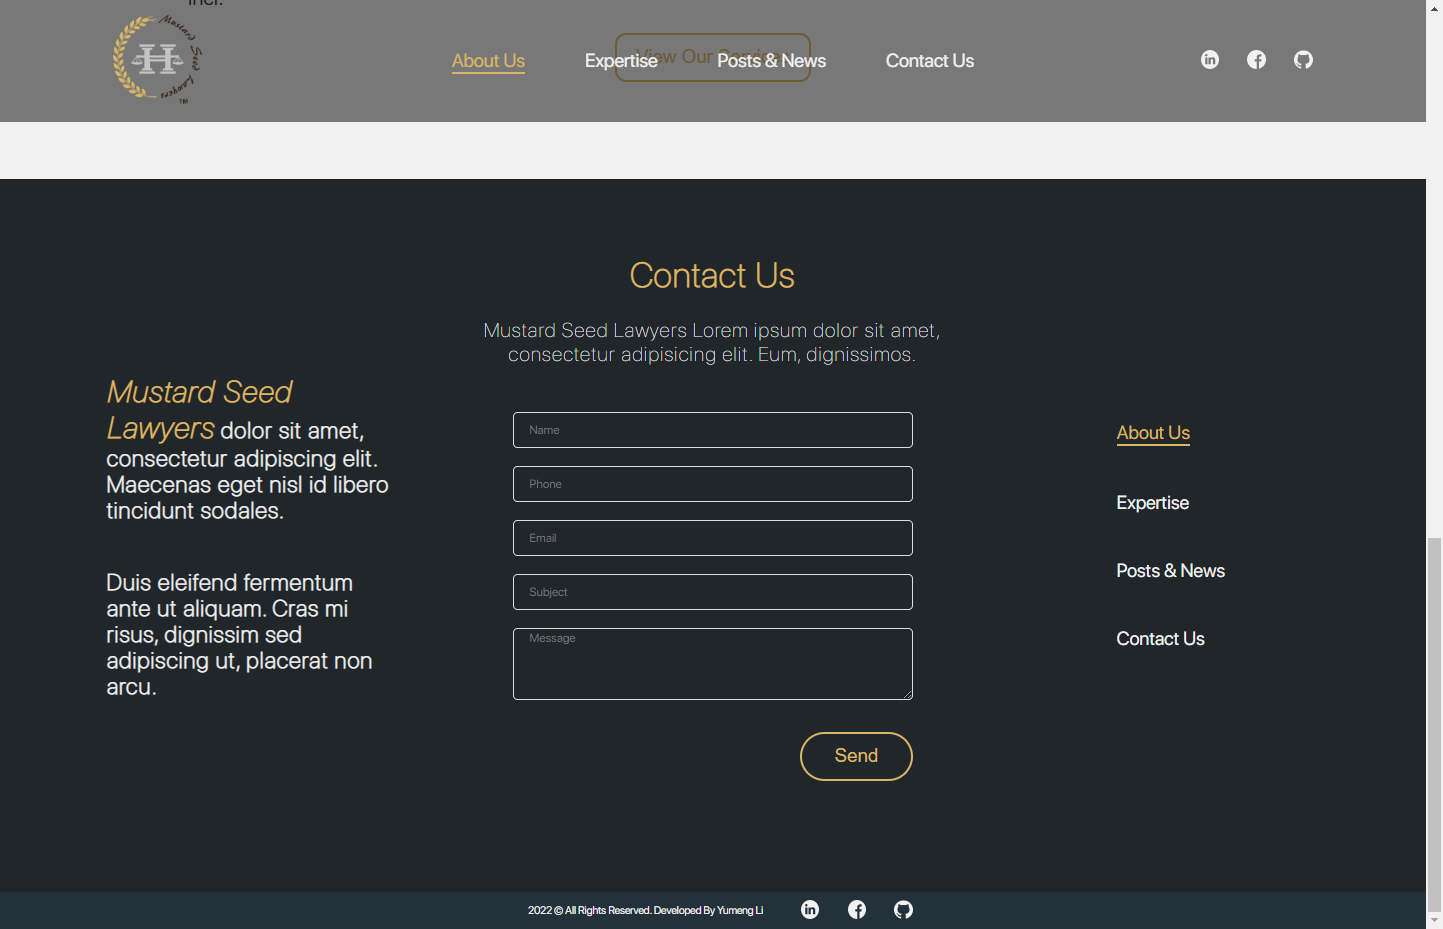 incl.
Mustard Seed Lawyers
H
TM
View Our Services
About Us
Expertise
Posts & News
Contact Us
Contact Us
Mustard Seed Lawyers Lorem ipsum dolor sit amet,
consectetur adipisicing elit. Eum, dignissimos.
Mustard Seed
Lawyers dolor sit amet,
consectetur adipiscing elit.
Maecenas eget nisl id libero
tincidunt sodales.
Duis eleifend fermentum
ante ut aliquam. Cras mi
risus, dignissim sed
adipiscing ut, placerat non
arcu.
Name
Phone
Email
Subject
Message
Send
About Us
Expertise
Posts & News
Contact Us
2022 © All Rights Reserved. Developed By Yumeng Li